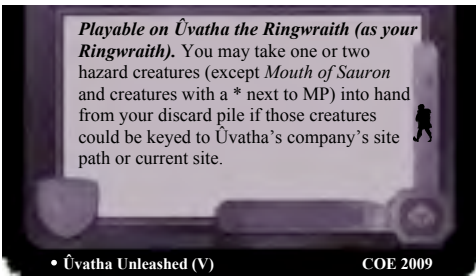 Playable on Ûvatha the Ringwraith (as your
Ringwraith). You may take one or two
hazard creatures (except Mouth of Sauron
and creatures with a * next to MP) into hand
from your discard pile if those creatures
could be keyed to Ûvatha’s company’s site
path or current site.
• Ûvatha Unleashed (V) COE 2009